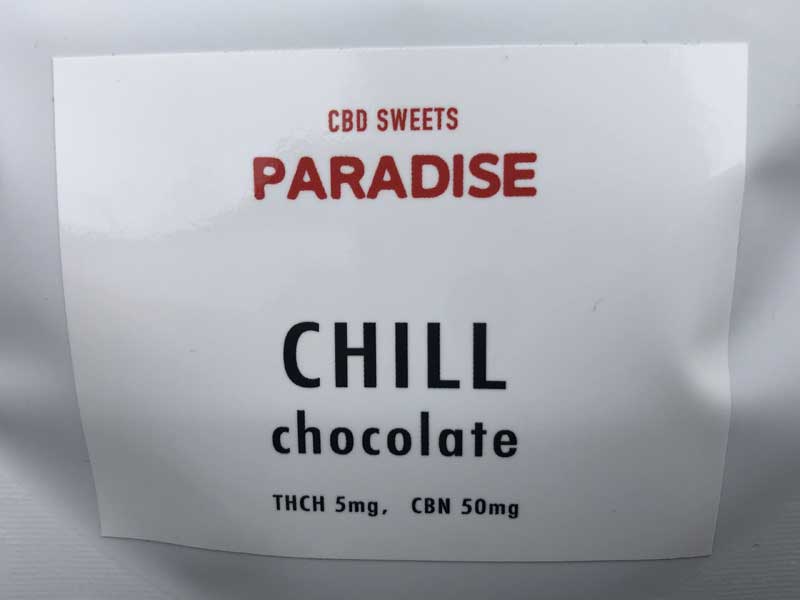 CBD SWEETS
PARADISE
CHILL
chocolate
THCH 5mg, CBN 50mg